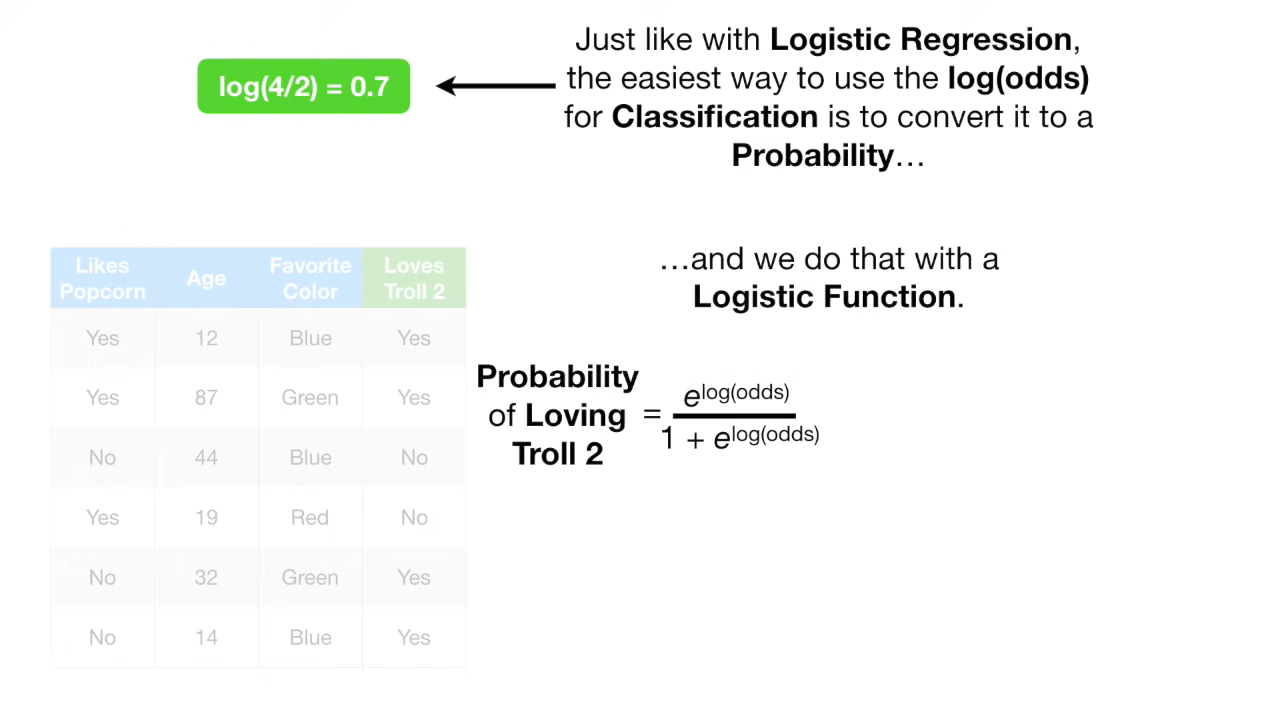 Just like with Logistic Regression,
the easiest way to use the log(odds)
for Classification is to convert it to a
Probability…
log(4/2) = 0.7
…and we do that with a
Logistic Function.
Likes Popcorn Age Favorite Color Loves Troll 2
Yes 12 Blue Yes
Yes 87 Green Yes
No 44 Blue No
Yes 19 Red No
No 32 Green Yes
No 14 Blue Yes
Probability
of Loving
Troll 2
= e^log(odds) / 1 + e^log(odds)